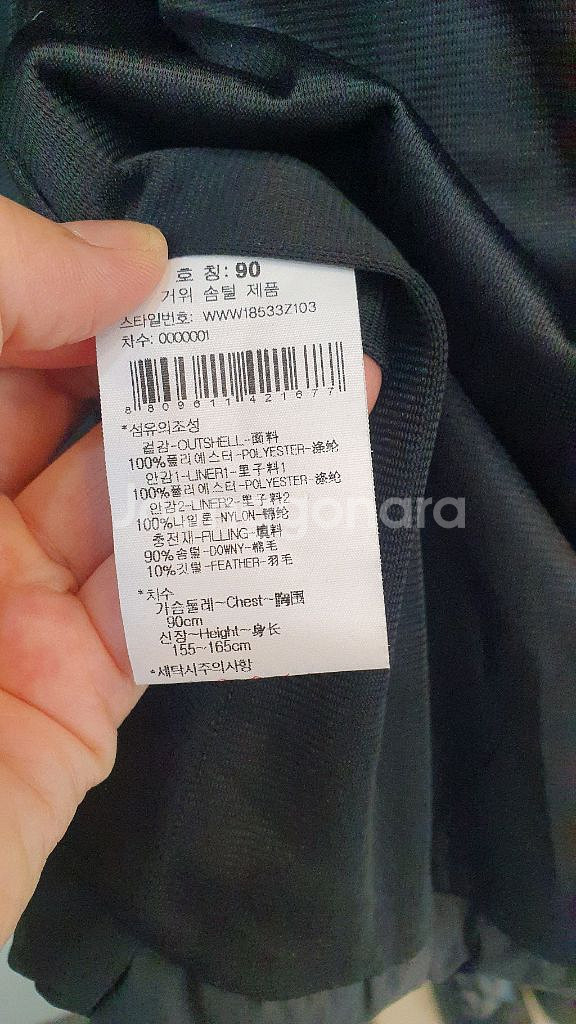 호 칭: 90
거위 솜털 제품
스타일번호: WWW18533Z103
차수: 0000001
8 809611 421677
*섬유의조성
겉감-OUTSHELL-面料
100%폴리에스터-POLYESTER-涤纶
안감1-LINER1-里子料1
100%폴리에스터-POLYESTER-涤纶
안감2-LINER2-里子料2
100%나일론-NYLON-锦纶
충전재-FILLING-填料
90%솜털-DOWNY-棉毛
10%깃털-FEATHER-羽毛
*치수
가슴둘레~Chest~胸围
90cm
신장~Height~身长
155~165cm
*세탁시주의사항